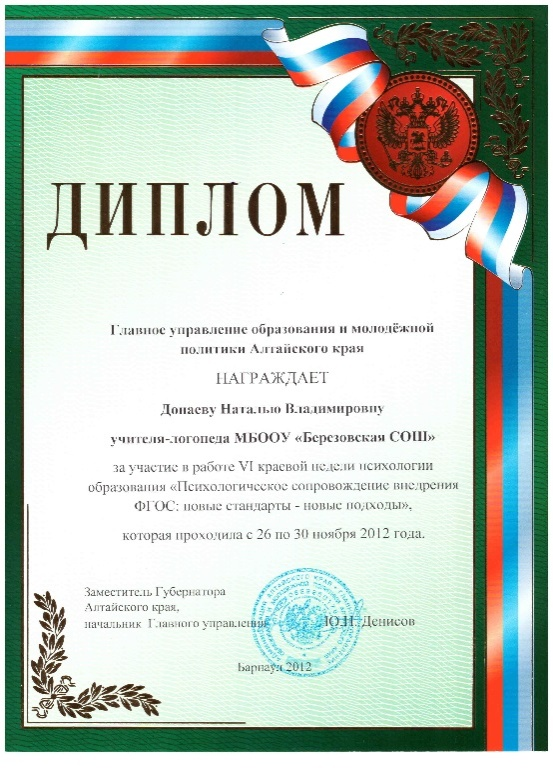 ДИПЛОМ
Главное управление образования и молодёжной
политики Алтайского края
НАГРАЖДАЕТ
Донаеву Наталью Владимировну
учителя-логопеда МБООУ «Березовская СОШ»
за участие в работе VI краевой недели психологии
образования «Психологическое сопровождение внедрения
ФГОС: новые стандарты - новые подходы»,
которая проходила с 26 по 30 ноября 2012 года.
Заместитель Губернатора
Алтайского края,
начальник Главного управления Ю.Н. Денисов
Барнаул 2012